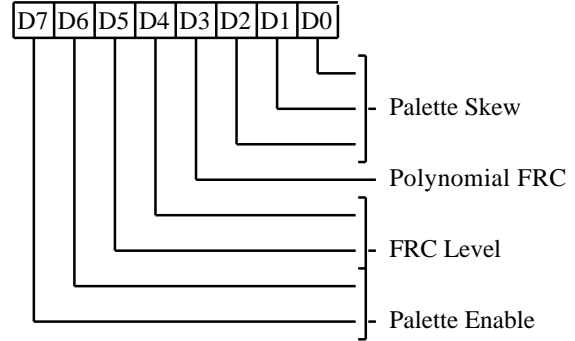 D7 D6 D5 D4 D3 D2 D1 D0
Palette Skew
Polynomial FRC
FRC Level
Palette Enable